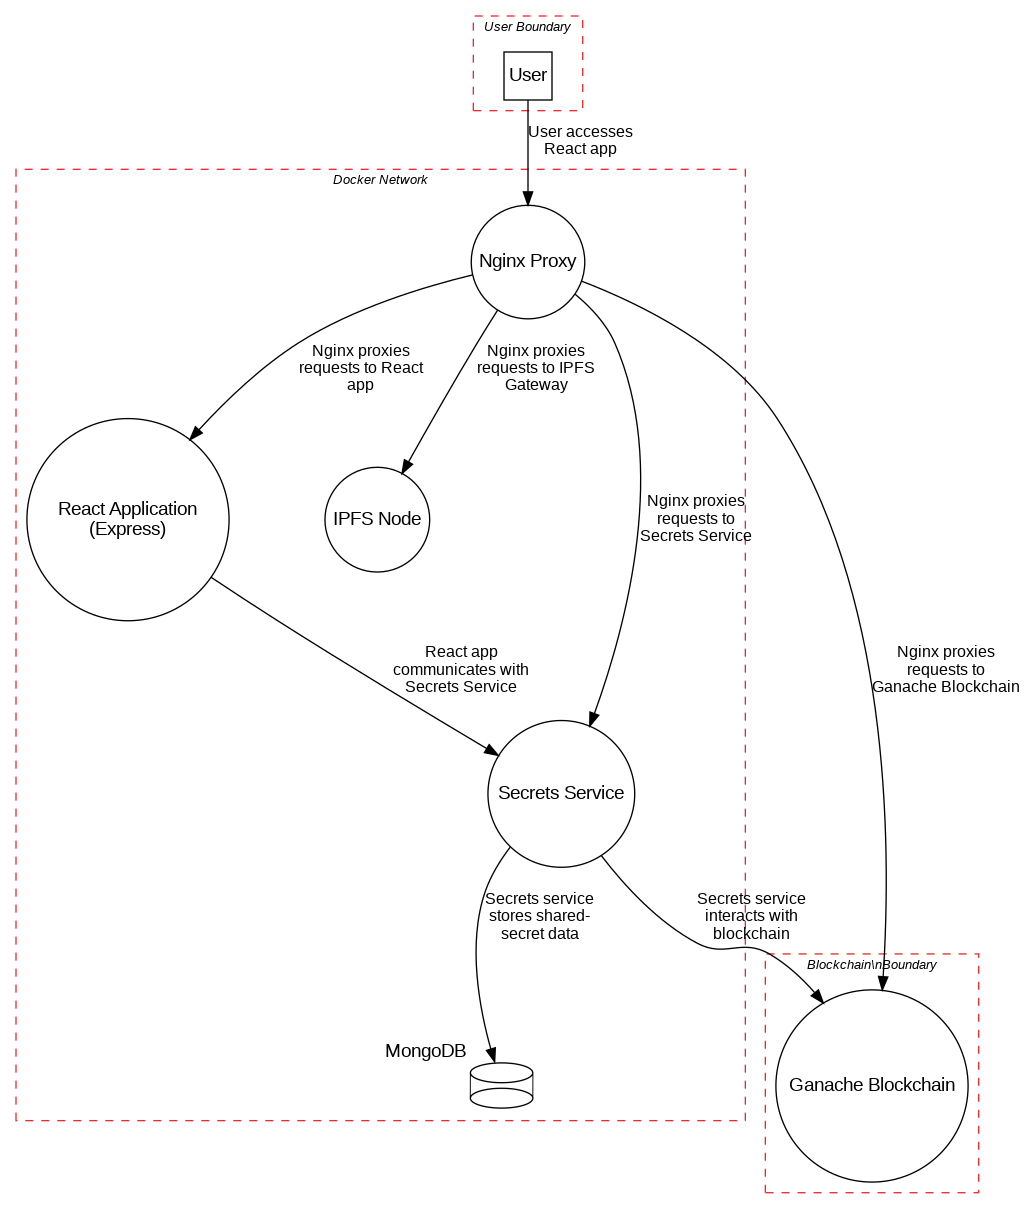 User Boundary
User
User accesses
React app
Docker Network
Nginx Proxy
Nginx proxies
requests to React
app
Nginx proxies
requests to IPFS
Gateway
Nginx proxies
requests to
Secrets Service
React Application
(Express)
IPFS Node
React app
communicates with
Secrets Service
Nginx proxies
requests to
Ganache Blockchain
Secrets Service
Secrets service
stores shared-
secret data
Secrets service
interacts with
blockchain
Blockchain\nBoundary
MongoDB
Ganache Blockchain